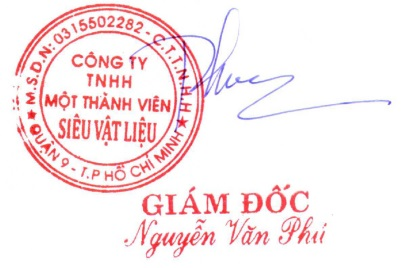 M.S.D.N: 0315502282 - C.T.T.N.H.H
CÔNG TY
TNHH
MỘT THÀNH VIÊN
SIÊU VẬT LIỆU
★ QUẬN 9 - T.P HỒ CHÍ MINH ★
GIÁM ĐỐC
Nguyễn Văn Phú